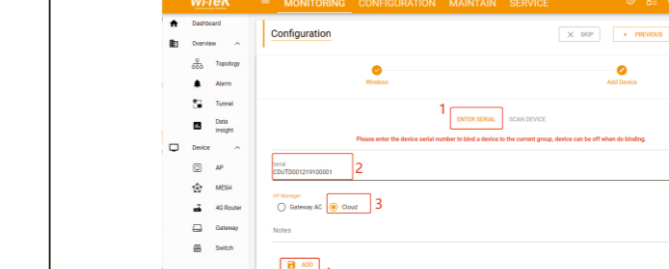 Wi-Tek
MONITORING CONFIGURATION MAINTAIN SERVICE
Dashboard
Overview
Topology
Alarm
Tunnel
Data insight
Device
AP
MESH
4G Router
Gateway
Switch
Configuration
SKIP
PREVIOUS
Wireless
Add Device
1
ENTER SERIAL SCAN DEVICE
Please enter the device serial number to bind a device to the current group, device can be off when do binding.
Serial
CDUTD001219100001
2
AP Manager
Gateway AC Cloud
3
Notes
ADD